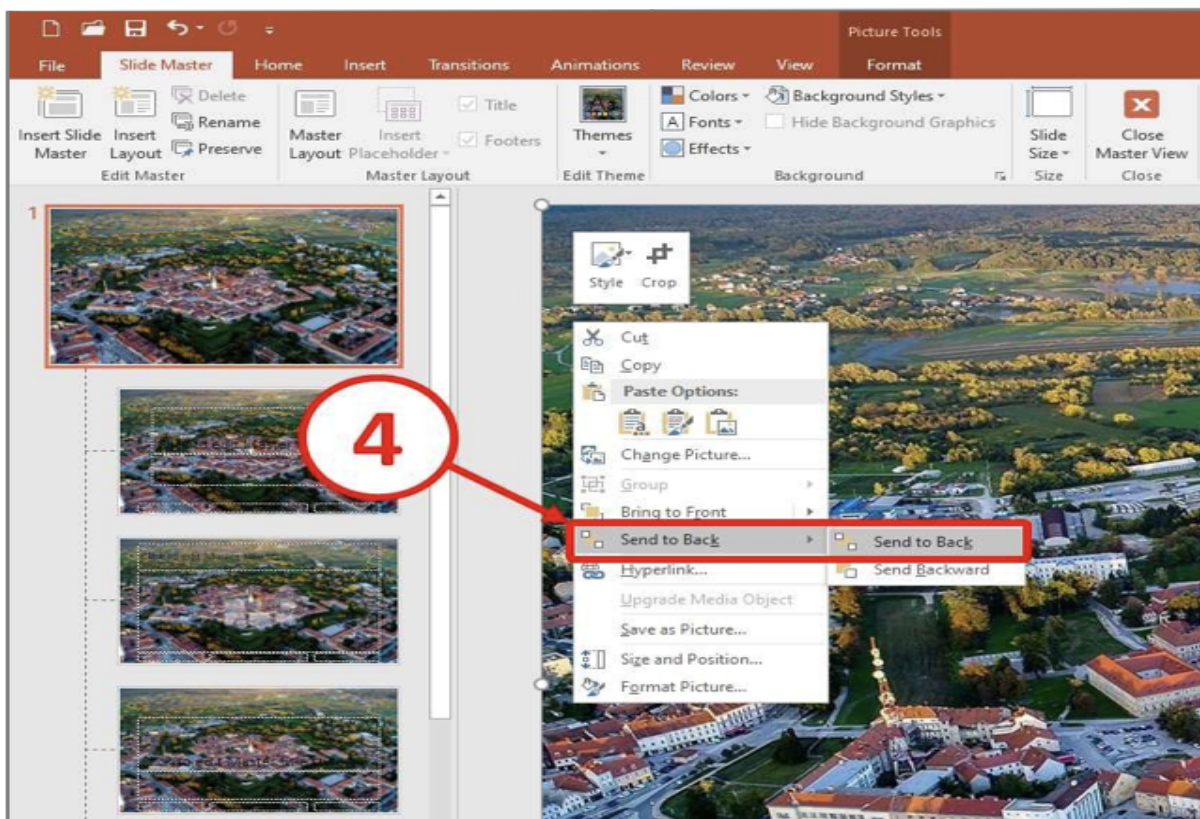 Picture Tools
File Slide Master Home Insert Transitions Animations Review View Format
Delete Title Colors Background Styles
Rename Fonts Hide Background Graphics
Insert Slide Insert Preserve Master Insert Footers Themes Effects Slide Close
Master Layout Layout Placeholder Size Master View
Edit Master Master Layout Edit Theme Background Size Close
1
Style Crop
Cut
Copy
Paste Options:
4
Change Picture...
Group
Bring to Front
Send to Back Send to Back
Hyperlink... Send Backward
Upgrade Media Object
Save as Picture...
Size and Position...
Format Picture...